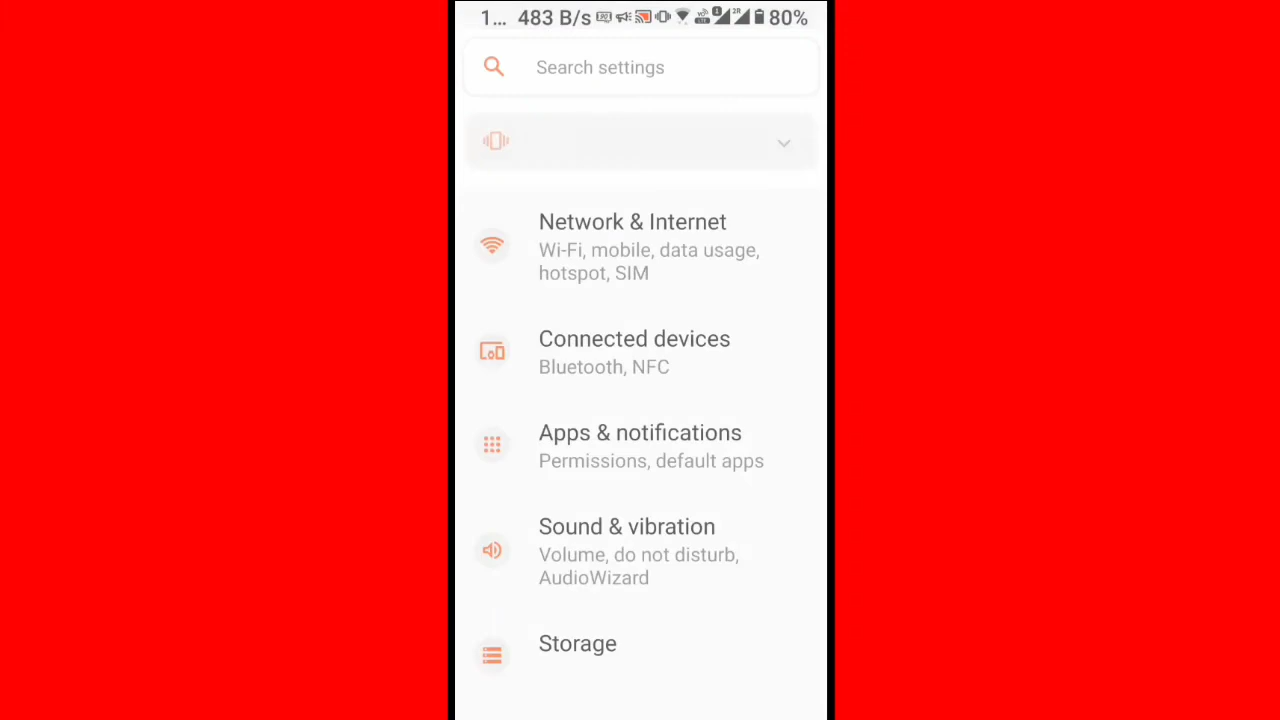 1... 483 B/s 80%
Search settings
Network & Internet
Wi-Fi, mobile, data usage,
hotspot, SIM
Connected devices
Bluetooth, NFC
Apps & notifications
Permissions, default apps
Sound & vibration
Volume, do not disturb,
AudioWizard
Storage